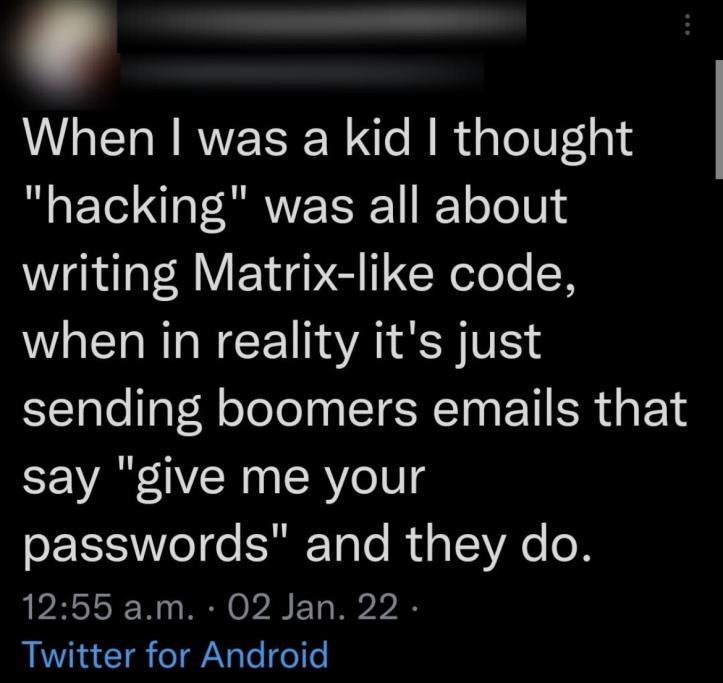 When I was a kid I thought
"hacking" was all about
writing Matrix-like code,
when in reality it's just
sending boomers emails that
say "give me your
passwords" and they do.
12:55 a.m. · 02 Jan. 22 ·
Twitter for Android